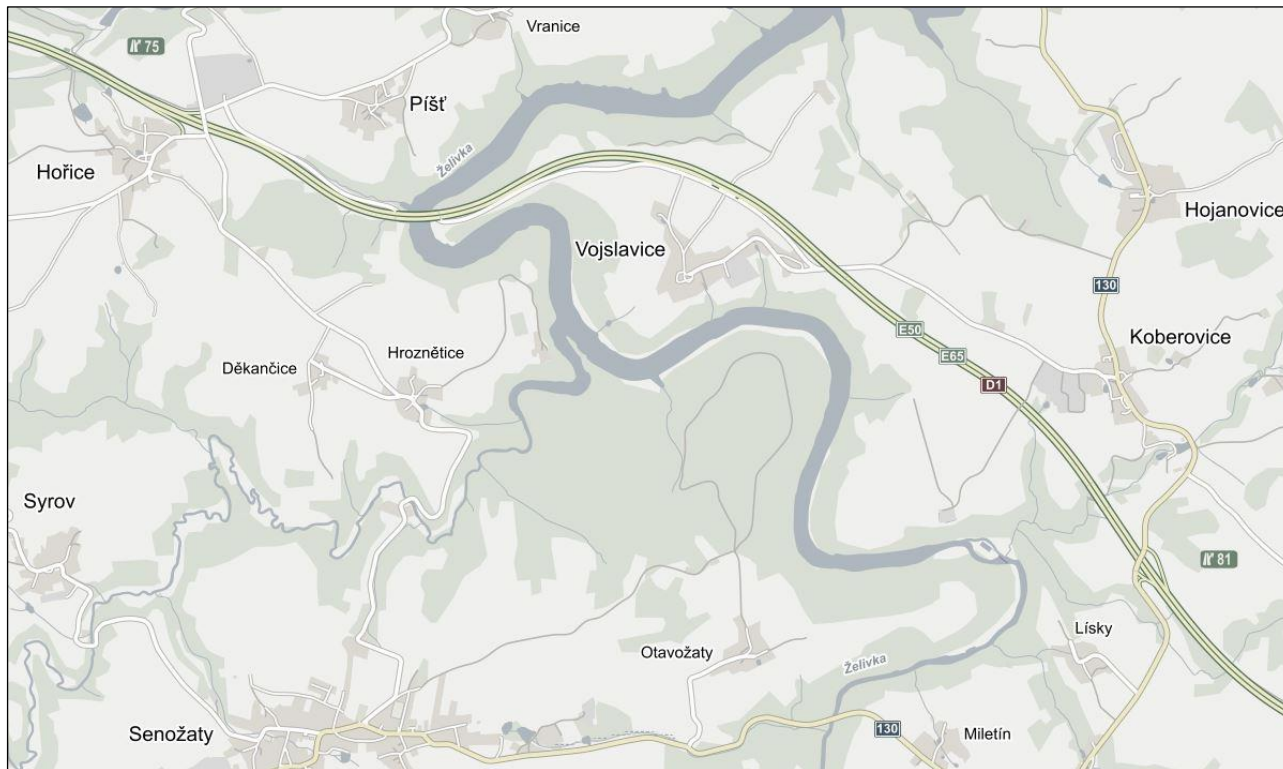 Vranice
75
Píšť
Želivka
Hořice
Hojanovice
Vojslavice
130
E50
Koberovice
E65
Hroznětice
Děkančice
D1
Syrov
81
Lísky
Otavožaty
Želivka
Senožaty
130
Miletín